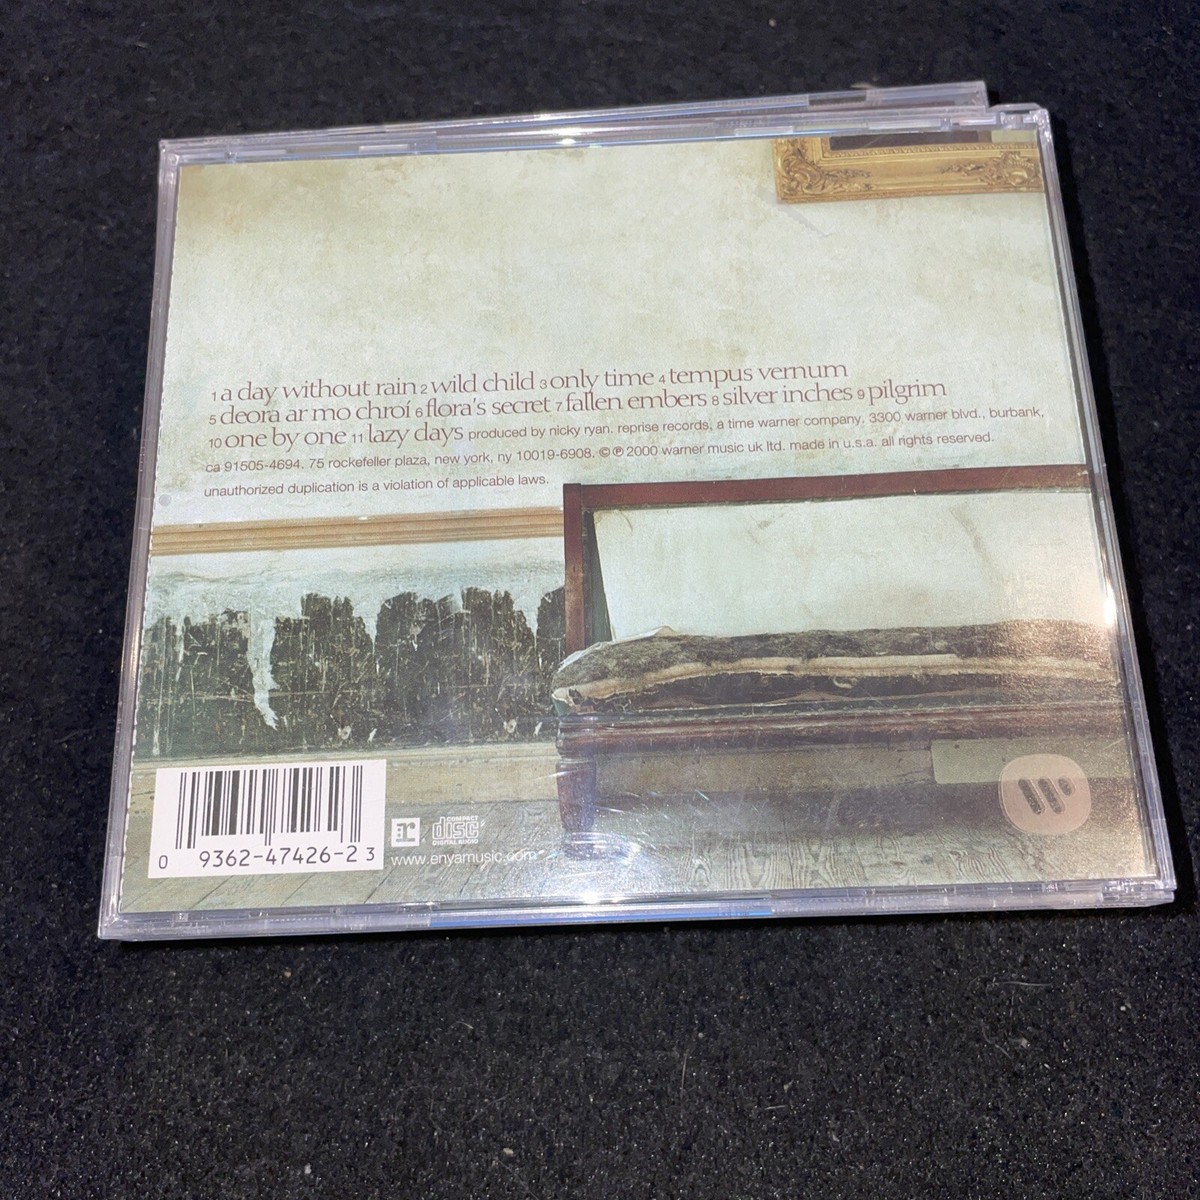 1 a day without rain 2 wild child 3 only time 4 tempus vernum
5 deora ar mo chroí 6 flora's secret 7 fallen embers 8 silver inches 9 pilgrim
10 one by one 11 lazy days produced by nicky ryan. reprise records, a time warner company. 3300 warner blvd., burbank,
ca 91505-4694. 75 rockefeller plaza, new york, ny 10019-6908. © ℗ 2000 warner music uk ltd. made in u.s.a. all rights reserved.
unauthorized duplication is a violation of applicable laws.
0 9362-47426-2 3
r
COMPACT
disc
DIGITAL AUDIO
www.enyamusic.com